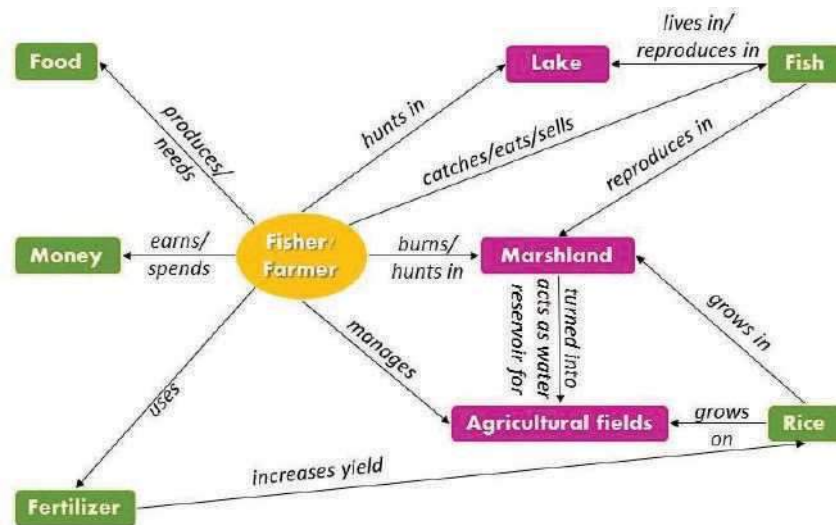 Food
Lake
lives in/
reproduces in
Fish
produces/
needs
hunts in
catches/eats/sells
reproduces in
Money
earns/
spends
Fisher/
Farmer
burns/
hunts in
Marshland
uses
manages
acts as water
reservoir for
turned into
grows in
Agricultural fields
grows
on
Rice
Fertilizer
increases yield